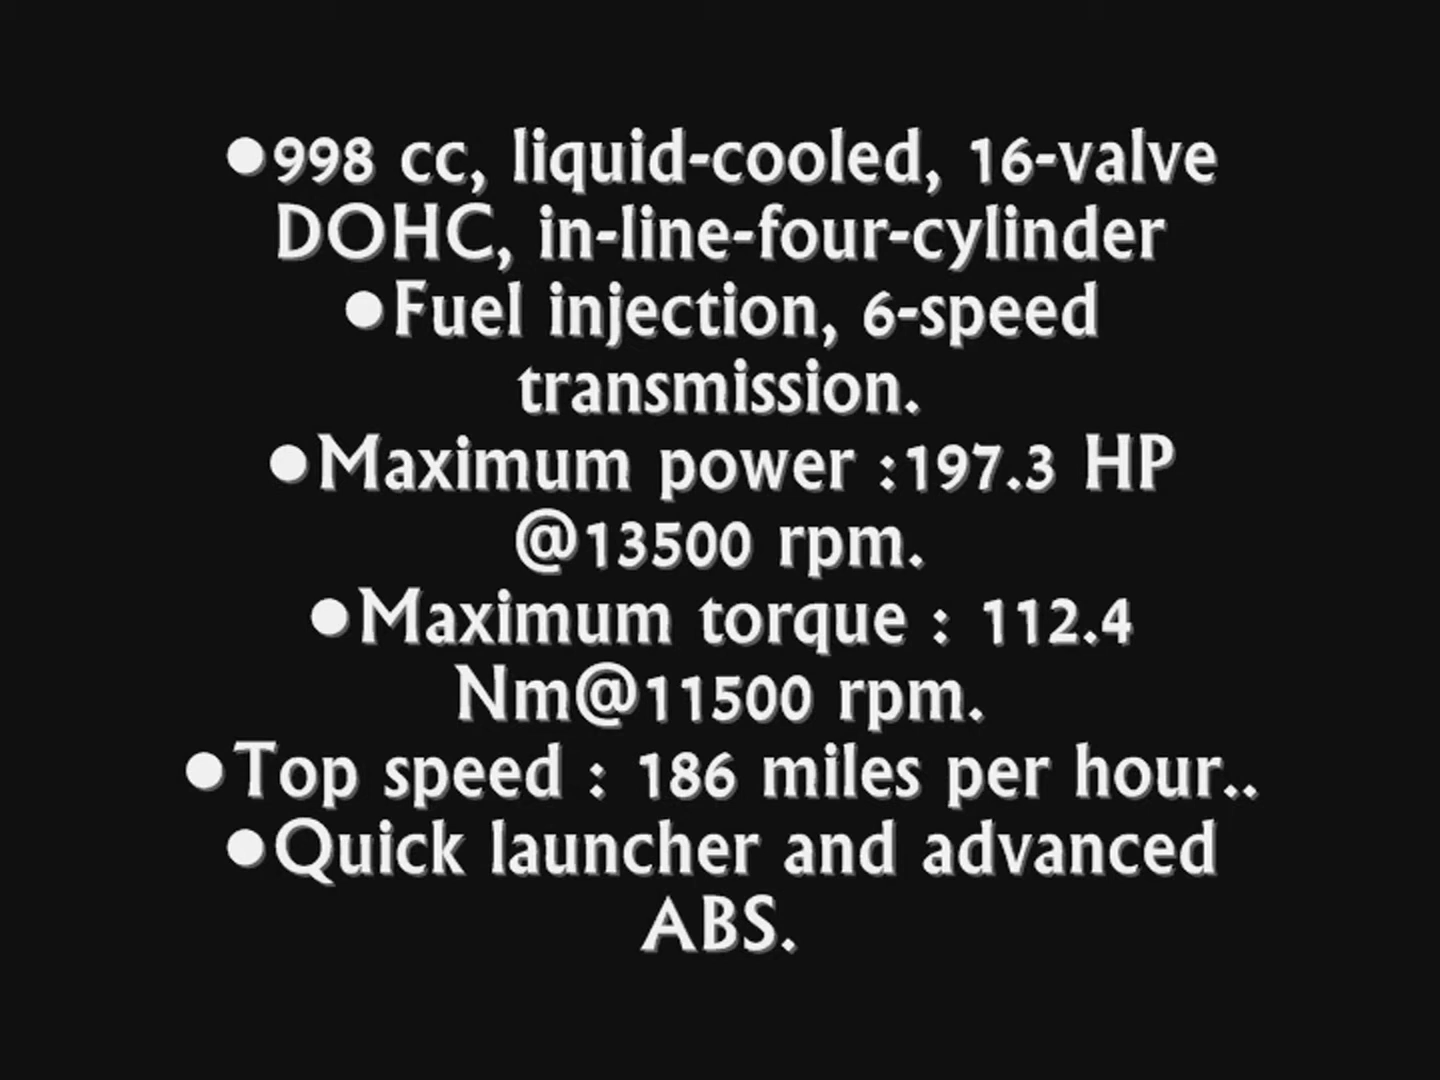 ●998 cc, liquid-cooled, 16-valve
DOHC, in-line-four-cylinder
●Fuel injection, 6-speed
transmission.
●Maximum power :197.3 HP
@13500 rpm.
●Maximum torque : 112.4
Nm@11500 rpm.
●Top speed : 186 miles per hour..
●Quick launcher and advanced
ABS.